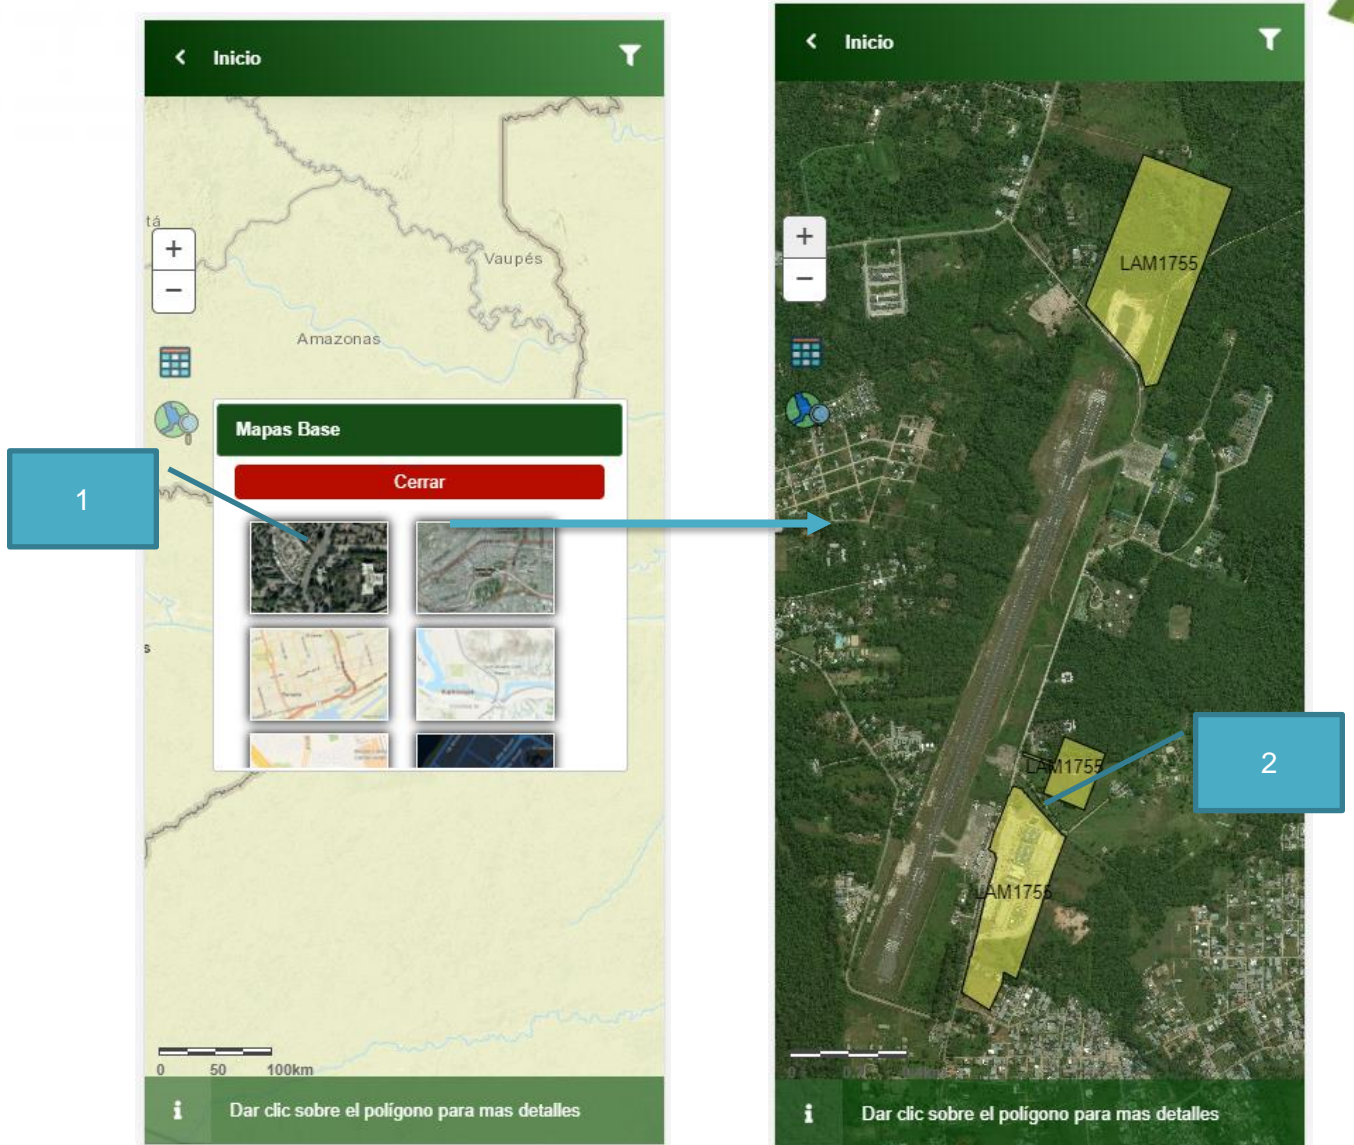 Inicio
tá
+
Vaupés
−
Amazonas
Mapas Base
Cerrar
1
s
0 50 100km
i Dar clic sobre el polígono para mas detalles
Inicio
+
LAM1755
−
LAM1755
2
LAM1755
i Dar clic sobre el polígono para mas detalles